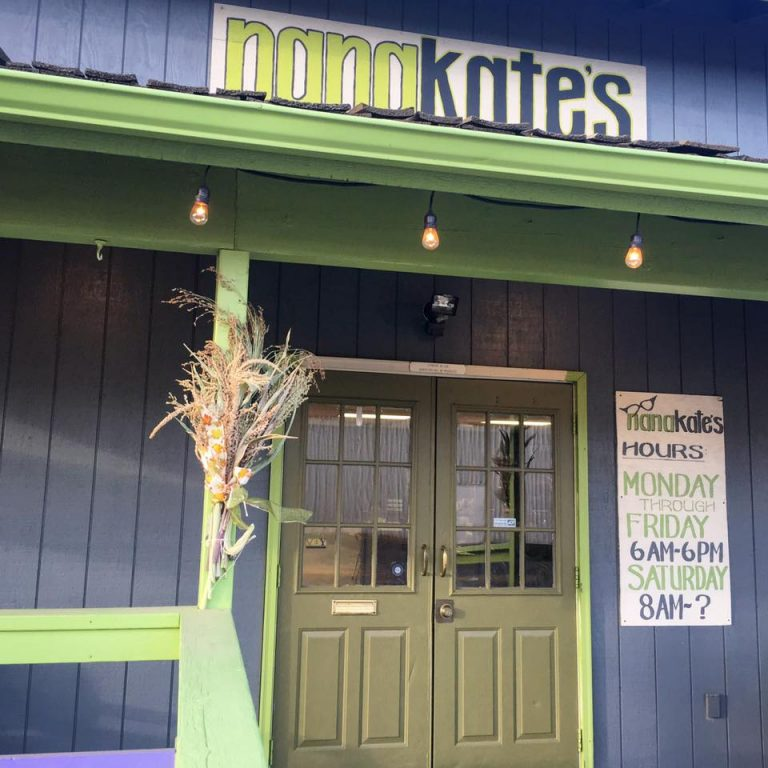 nanakate's
nanakate's
HOURS
MONDAY
THROUGH
FRIDAY
6AM-6PM
SATURDAY
8AM-?